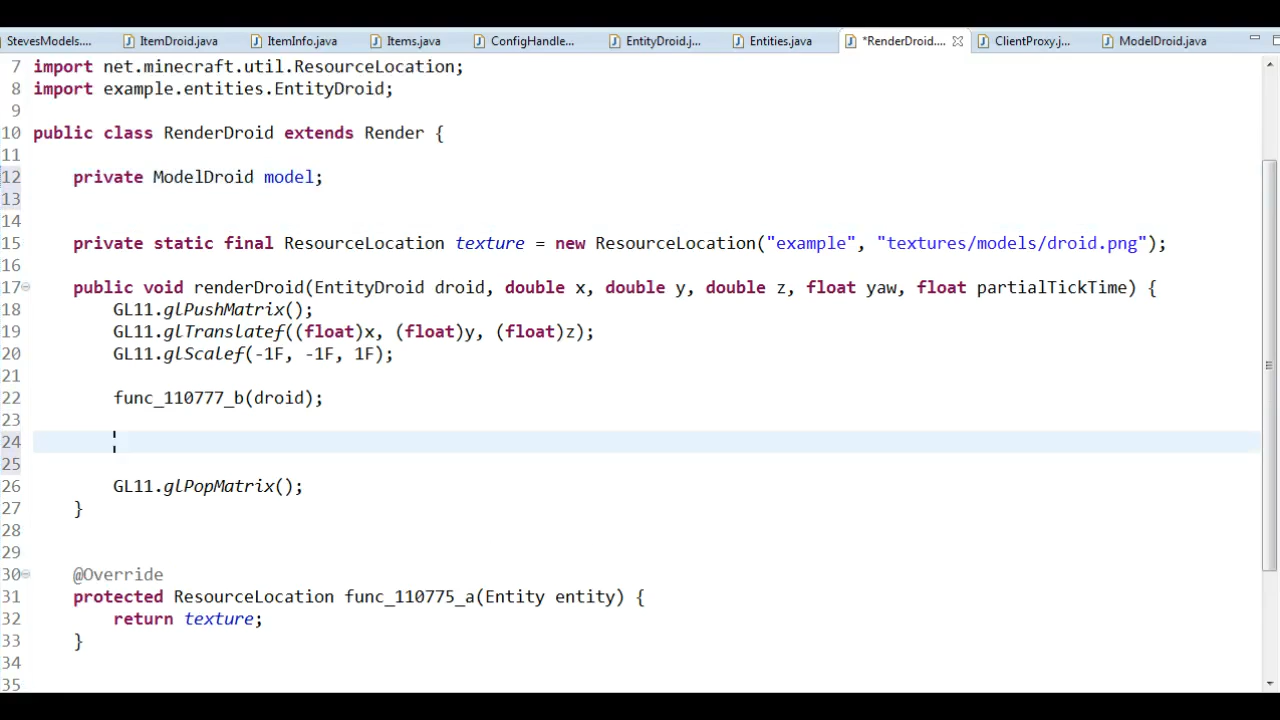 StevesModels.... ItemDroid.java ItemInfo.java Items.java ConfigHandle... EntityDroid.j... Entities.java *RenderDroid.... ClientProxy.j... ModelDroid.java
7 import net.minecraft.util.ResourceLocation;
8 import example.entities.EntityDroid;
9
10 public class RenderDroid extends Render {
11
12 private ModelDroid model;
13
14
15 private static final ResourceLocation texture = new ResourceLocation("example", "textures/models/droid.png");
16
17 public void renderDroid(EntityDroid droid, double x, double y, double z, float yaw, float partialTickTime) {
18 GL11.glPushMatrix();
19 GL11.glTranslatef((float)x, (float)y, (float)z);
20 GL11.glScalef(-1F, -1F, 1F);
21
22 func_110777_b(droid);
23
24
25
26 GL11.glPopMatrix();
27 }
28
29
30 @Override
31 protected ResourceLocation func_110775_a(Entity entity) {
32 return texture;
33 }
34
35